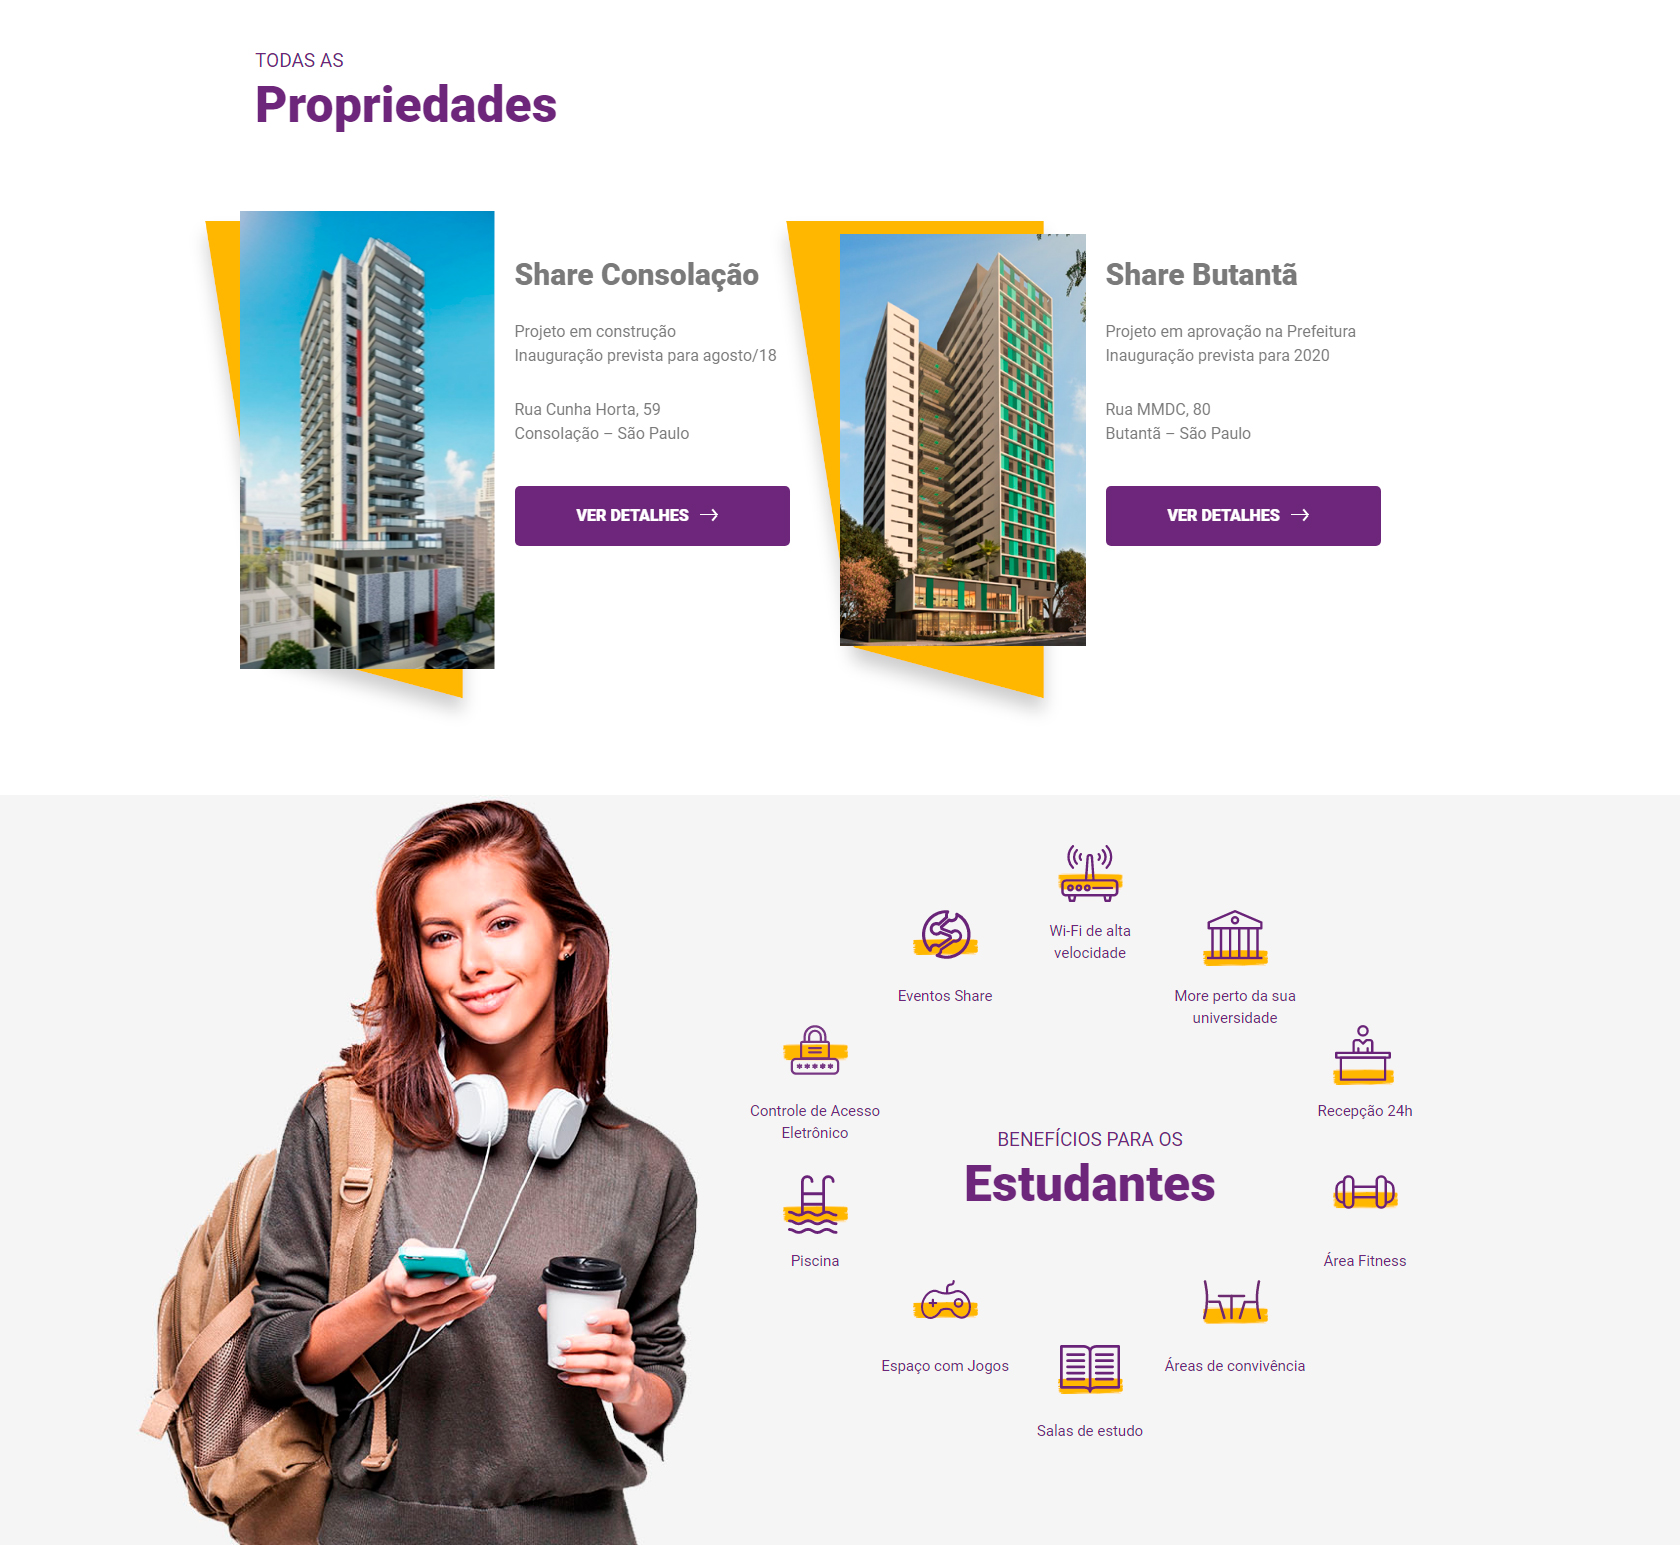 TODAS AS
Propriedades
Share Consolação
Projeto em construção
Inauguração prevista para agosto/18
Rua Cunha Horta, 59
Consolação – São Paulo
VER DETALHES
Share Butantã
Projeto em aprovação na Prefeitura
Inauguração prevista para 2020
Rua MMDC, 80
Butantã – São Paulo
VER DETALHES
Wi-Fi de alta
velocidade
Eventos Share
More perto da sua
universidade
Controle de Acesso
Eletrônico
Recepção 24h
BENEFÍCIOS PARA OS
Estudantes
Piscina
Área Fitness
Espaço com Jogos
Áreas de convivência
Salas de estudo